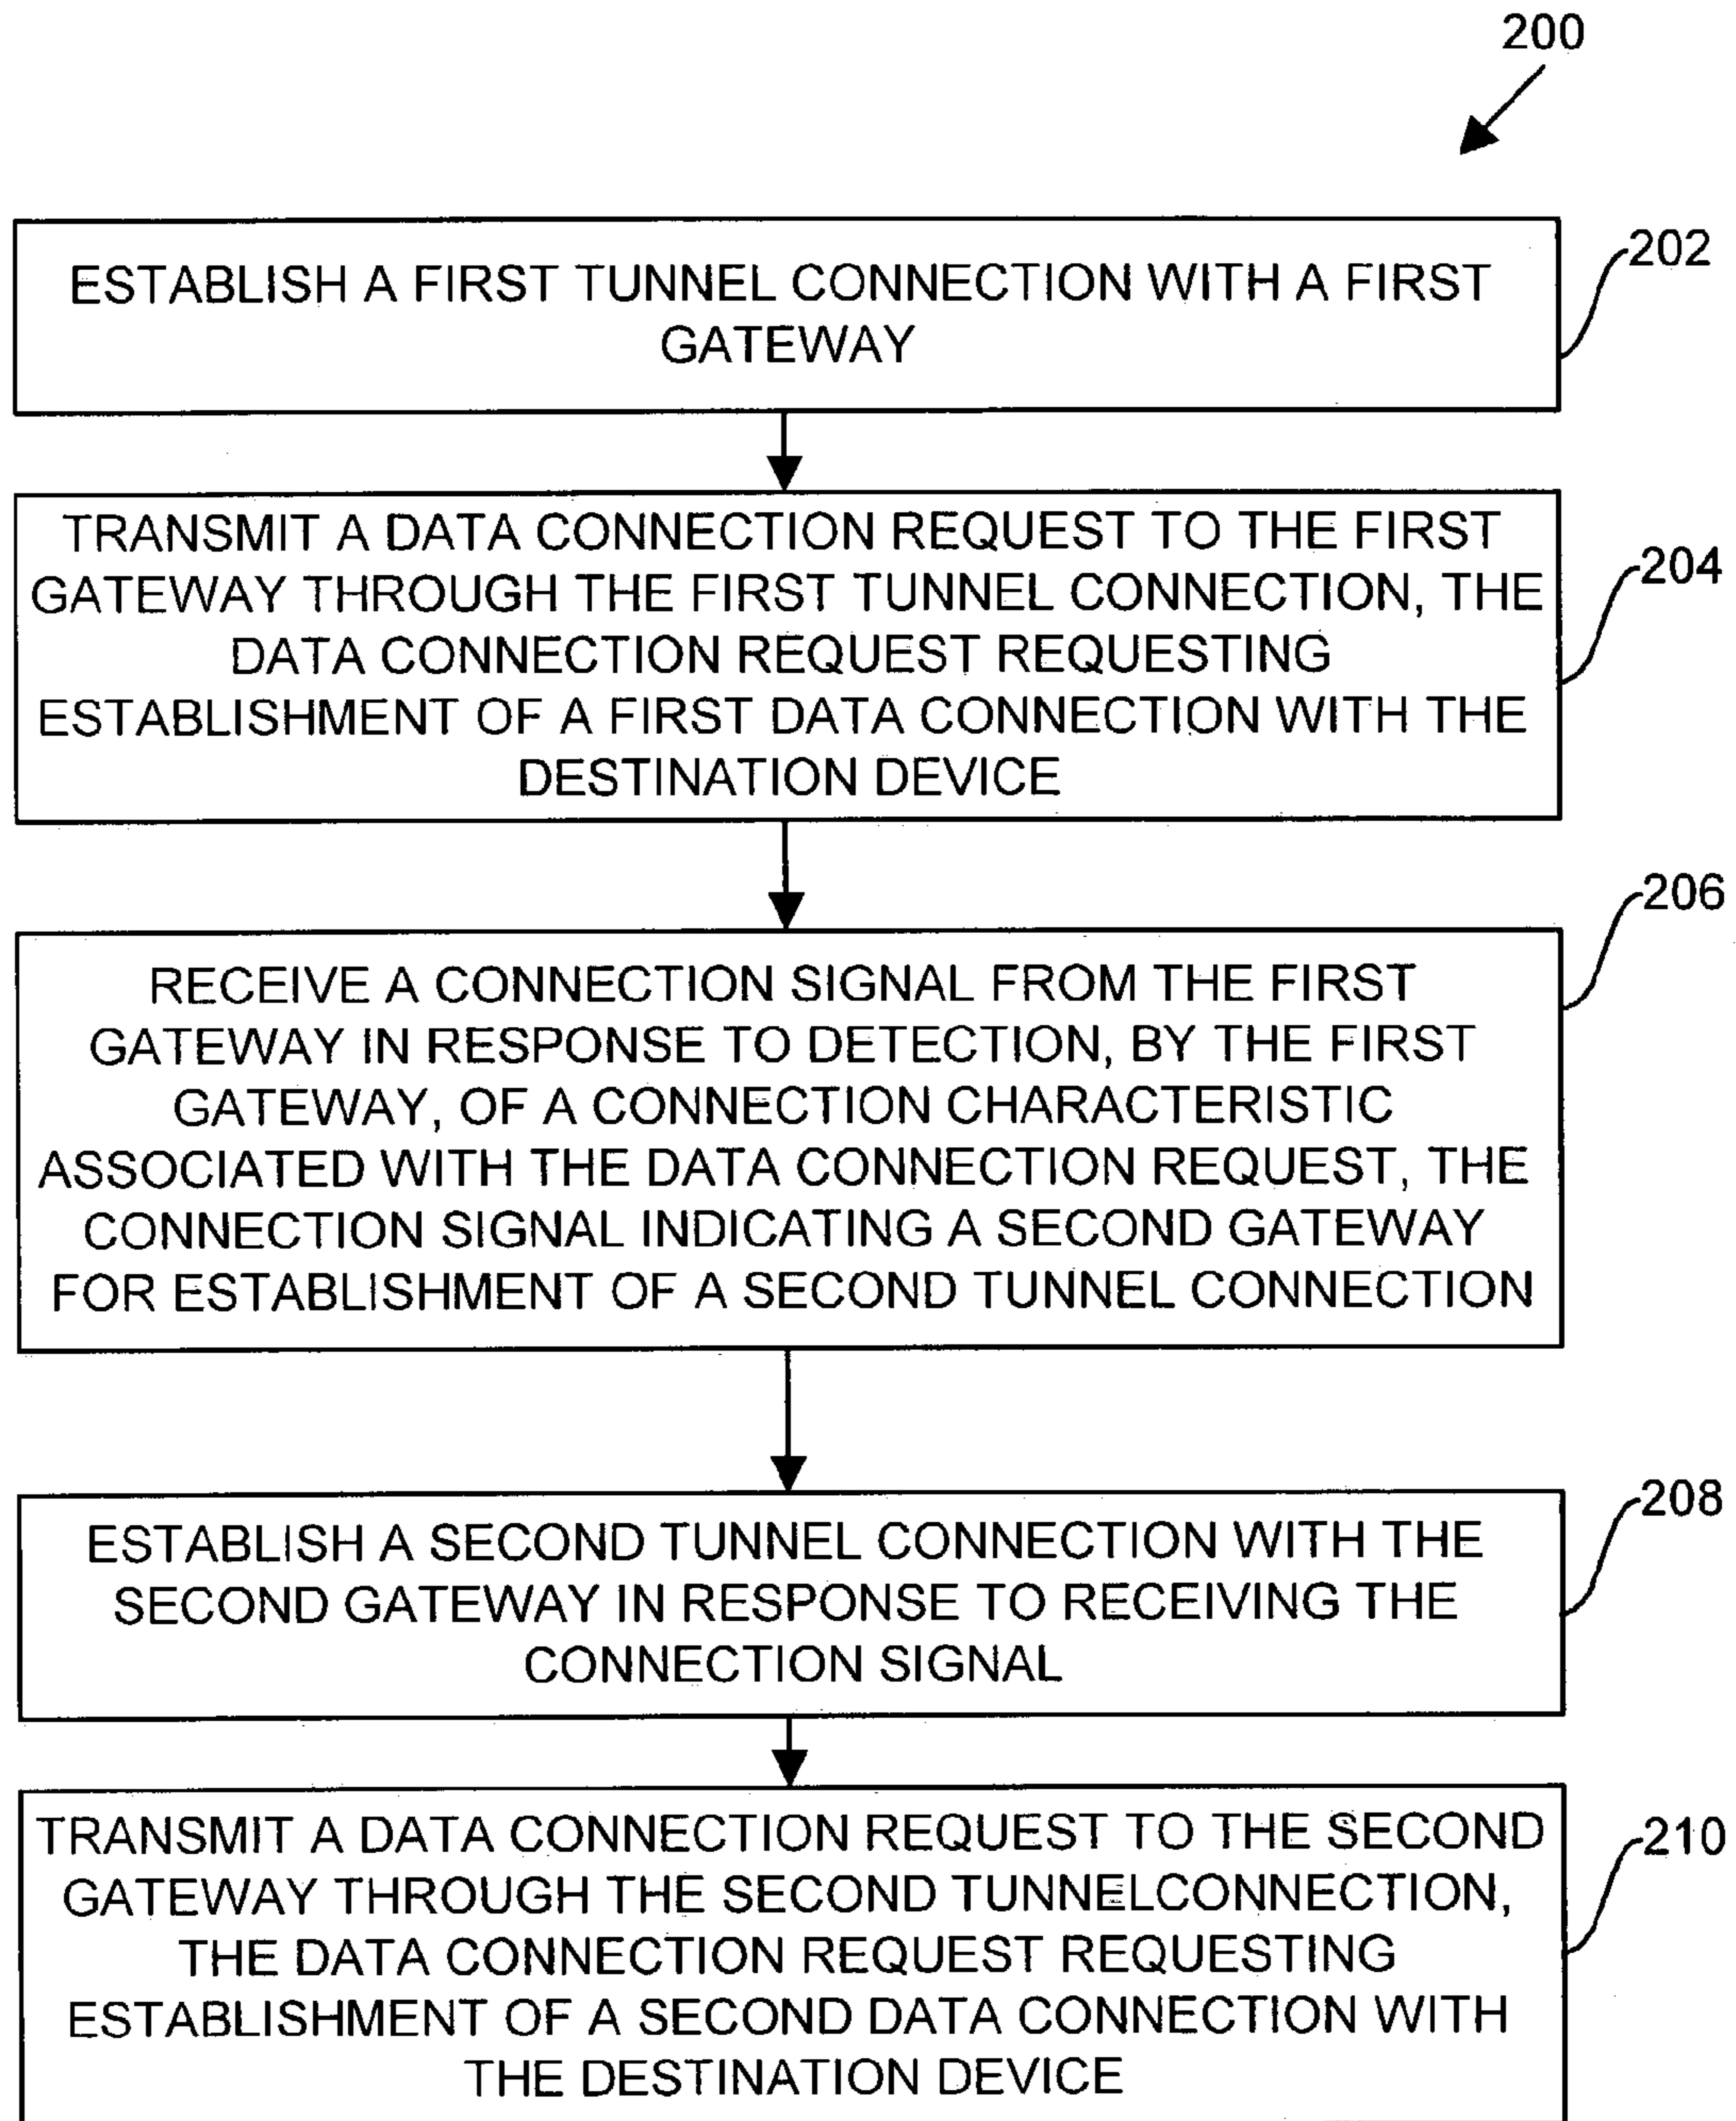 200
ESTABLISH A FIRST TUNNEL CONNECTION WITH A FIRST
GATEWAY
202
TRANSMIT A DATA CONNECTION REQUEST TO THE FIRST
GATEWAY THROUGH THE FIRST TUNNEL CONNECTION, THE
DATA CONNECTION REQUEST REQUESTING
ESTABLISHMENT OF A FIRST DATA CONNECTION WITH THE
DESTINATION DEVICE
204
RECEIVE A CONNECTION SIGNAL FROM THE FIRST
GATEWAY IN RESPONSE TO DETECTION, BY THE FIRST
GATEWAY, OF A CONNECTION CHARACTERISTIC
ASSOCIATED WITH THE DATA CONNECTION REQUEST, THE
CONNECTION SIGNAL INDICATING A SECOND GATEWAY
FOR ESTABLISHMENT OF A SECOND TUNNEL CONNECTION
206
ESTABLISH A SECOND TUNNEL CONNECTION WITH THE
SECOND GATEWAY IN RESPONSE TO RECEIVING THE
CONNECTION SIGNAL
208
TRANSMIT A DATA CONNECTION REQUEST TO THE SECOND
GATEWAY THROUGH THE SECOND TUNNELCONNECTION,
THE DATA CONNECTION REQUEST REQUESTING
ESTABLISHMENT OF A SECOND DATA CONNECTION WITH
THE DESTINATION DEVICE
210